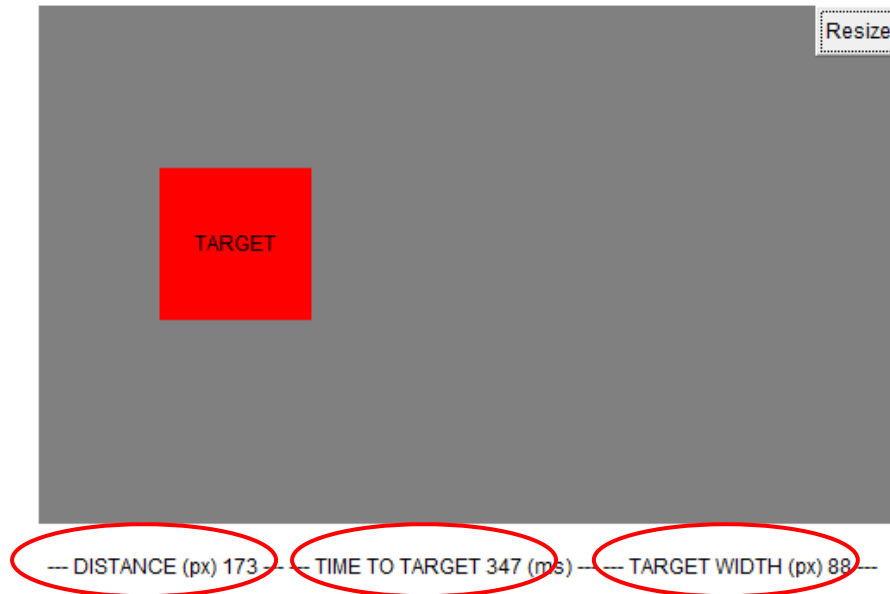 Resize
TARGET
--- DISTANCE (px) 173 --- --- TIME TO TARGET 347 (ms) --- --- TARGET WIDTH (px) 88 ---